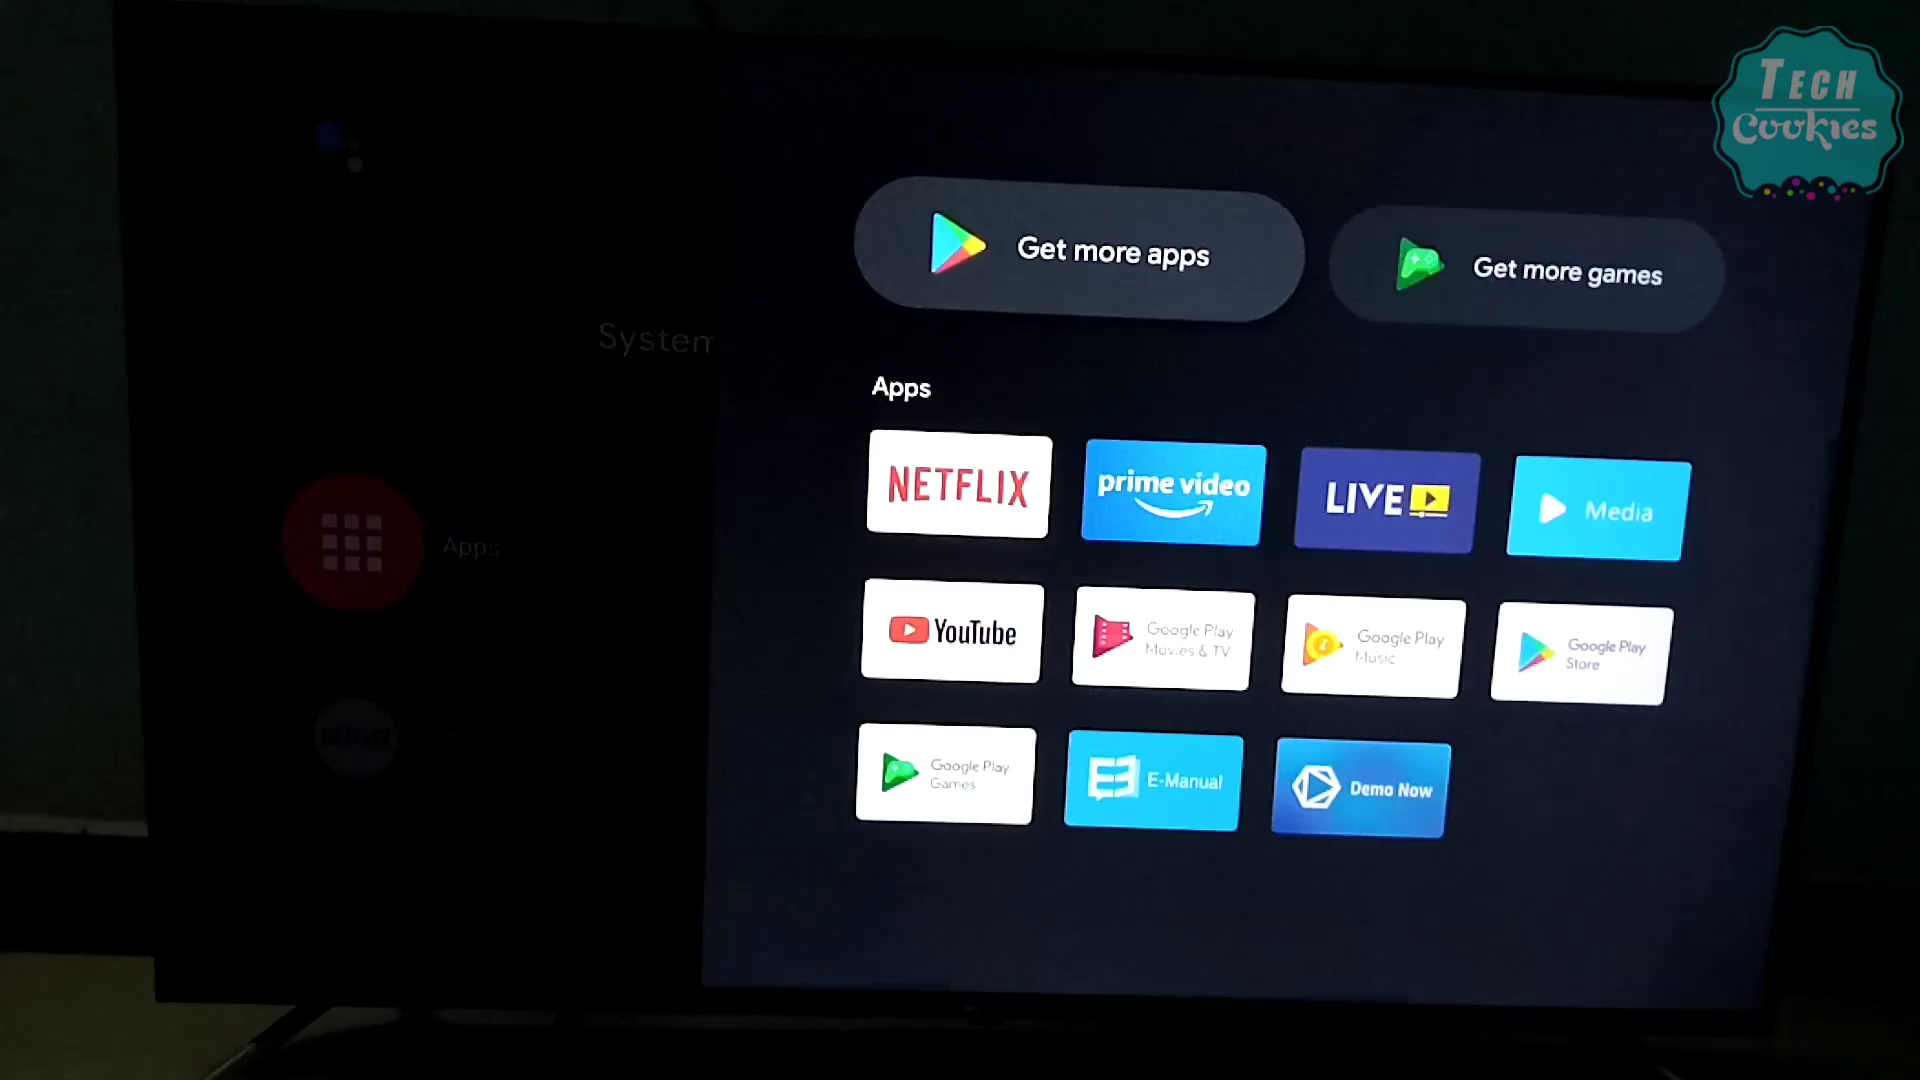 TECH
Cookies
Get more apps
Get more games
System
Apps
NETFLIX
prime video
LIVE
Media
Apps
YouTube
Google Play
Movies & TV
Google Play
Music
Google Play
Store
NETFLIX
Google Play
Games
E-Manual
Demo Now